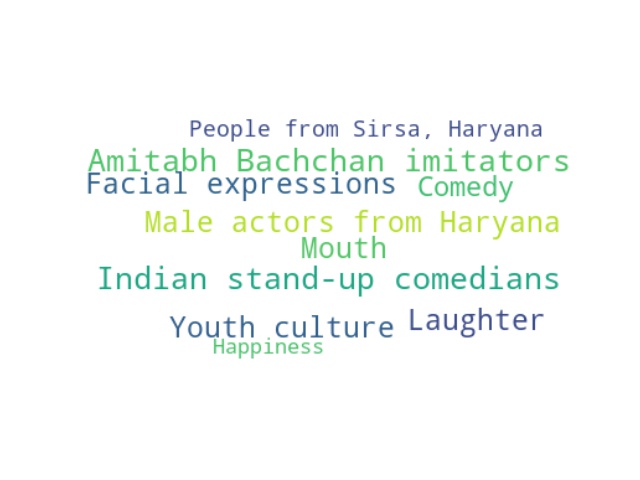 People from Sirsa, Haryana
Amitabh Bachchan imitators
Facial expressions
Comedy
Male actors from Haryana
Mouth
Indian stand-up comedians
Laughter
Youth culture
Happiness